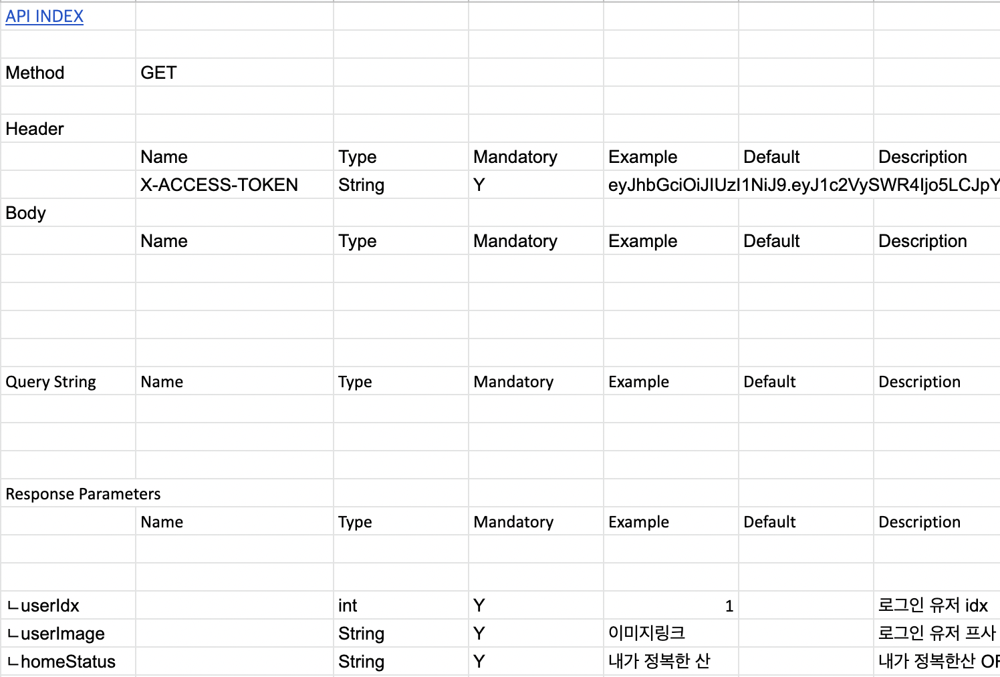 API INDEX
Method GET
Header
Name Type Mandatory Example Default Description
X-ACCESS-TOKEN String Y eyJhbGciOiJIUzI1NiJ9.eyJ1c2VySWR4Ijo5LCJpY
Body
Name Type Mandatory Example Default Description
Query String Name Type Mandatory Example Default Description
Response Parameters
Name Type Mandatory Example Default Description
ㄴuserIdx int Y 1 로그인 유저 idx
ㄴuserImage String Y 이미지링크 로그인 유저 프사
ㄴhomeStatus String Y 내가 정복한 산 내가 정복한산 OR